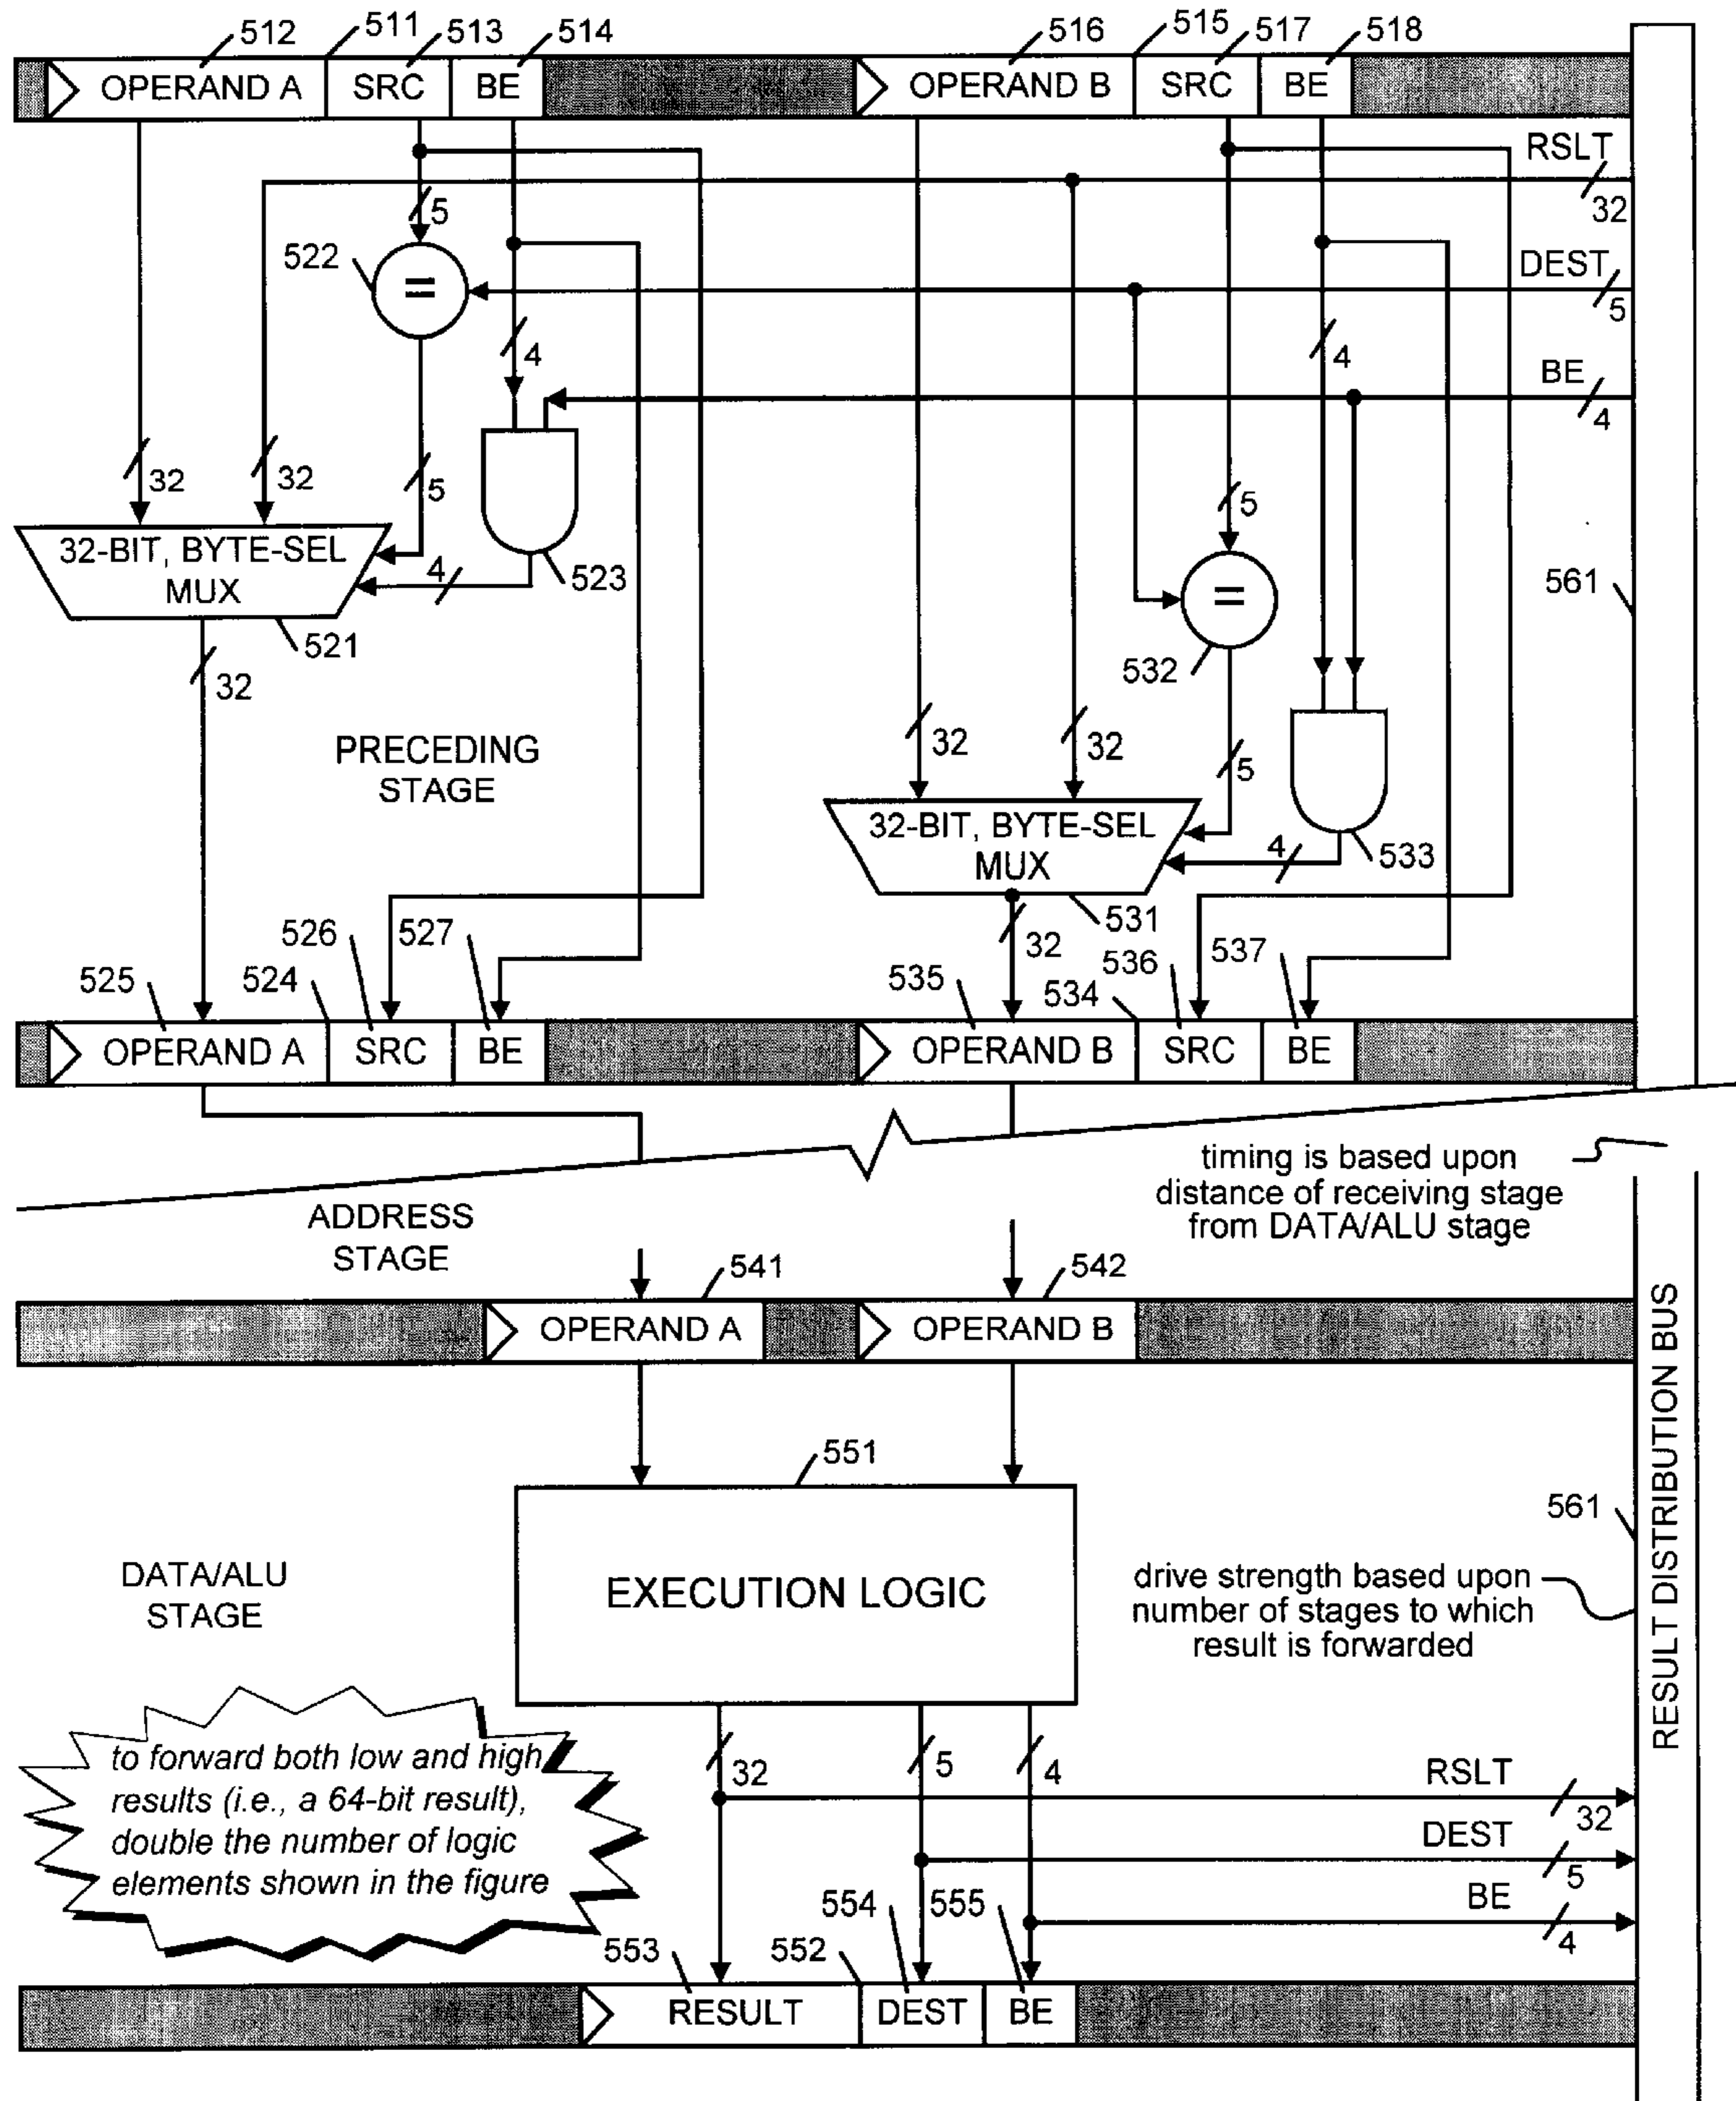 512 511 513 514 516 515 517 518
OPERAND A SRC BE OPERAND B SRC BE
RSLT
32
5
522
=
DEST
5
4
4
BE
4
32 32 5
5
32-BIT, BYTE-SEL
MUX
4
523
=
561
521
532
32
PRECEDING
STAGE
32 32 5
32-BIT, BYTE-SEL
MUX
4
533
531
32
526 527
536 537
525 524 535 534
OPERAND A SRC BE OPERAND B SRC BE
timing is based upon
distance of receiving stage
from DATA/ALU stage
ADDRESS
STAGE
541 542
OPERAND A OPERAND B
RESULT DISTRIBUTION BUS
551
561
EXECUTION LOGIC
DATA/ALU
STAGE
drive strength based upon
number of stages to which
result is forwarded
to forward both low and high
results (i.e., a 64-bit result),
double the number of logic
elements shown in the figure
32 5 4
RSLT
32
DEST
5
BE
4
553 552 554 555
RESULT DEST BE